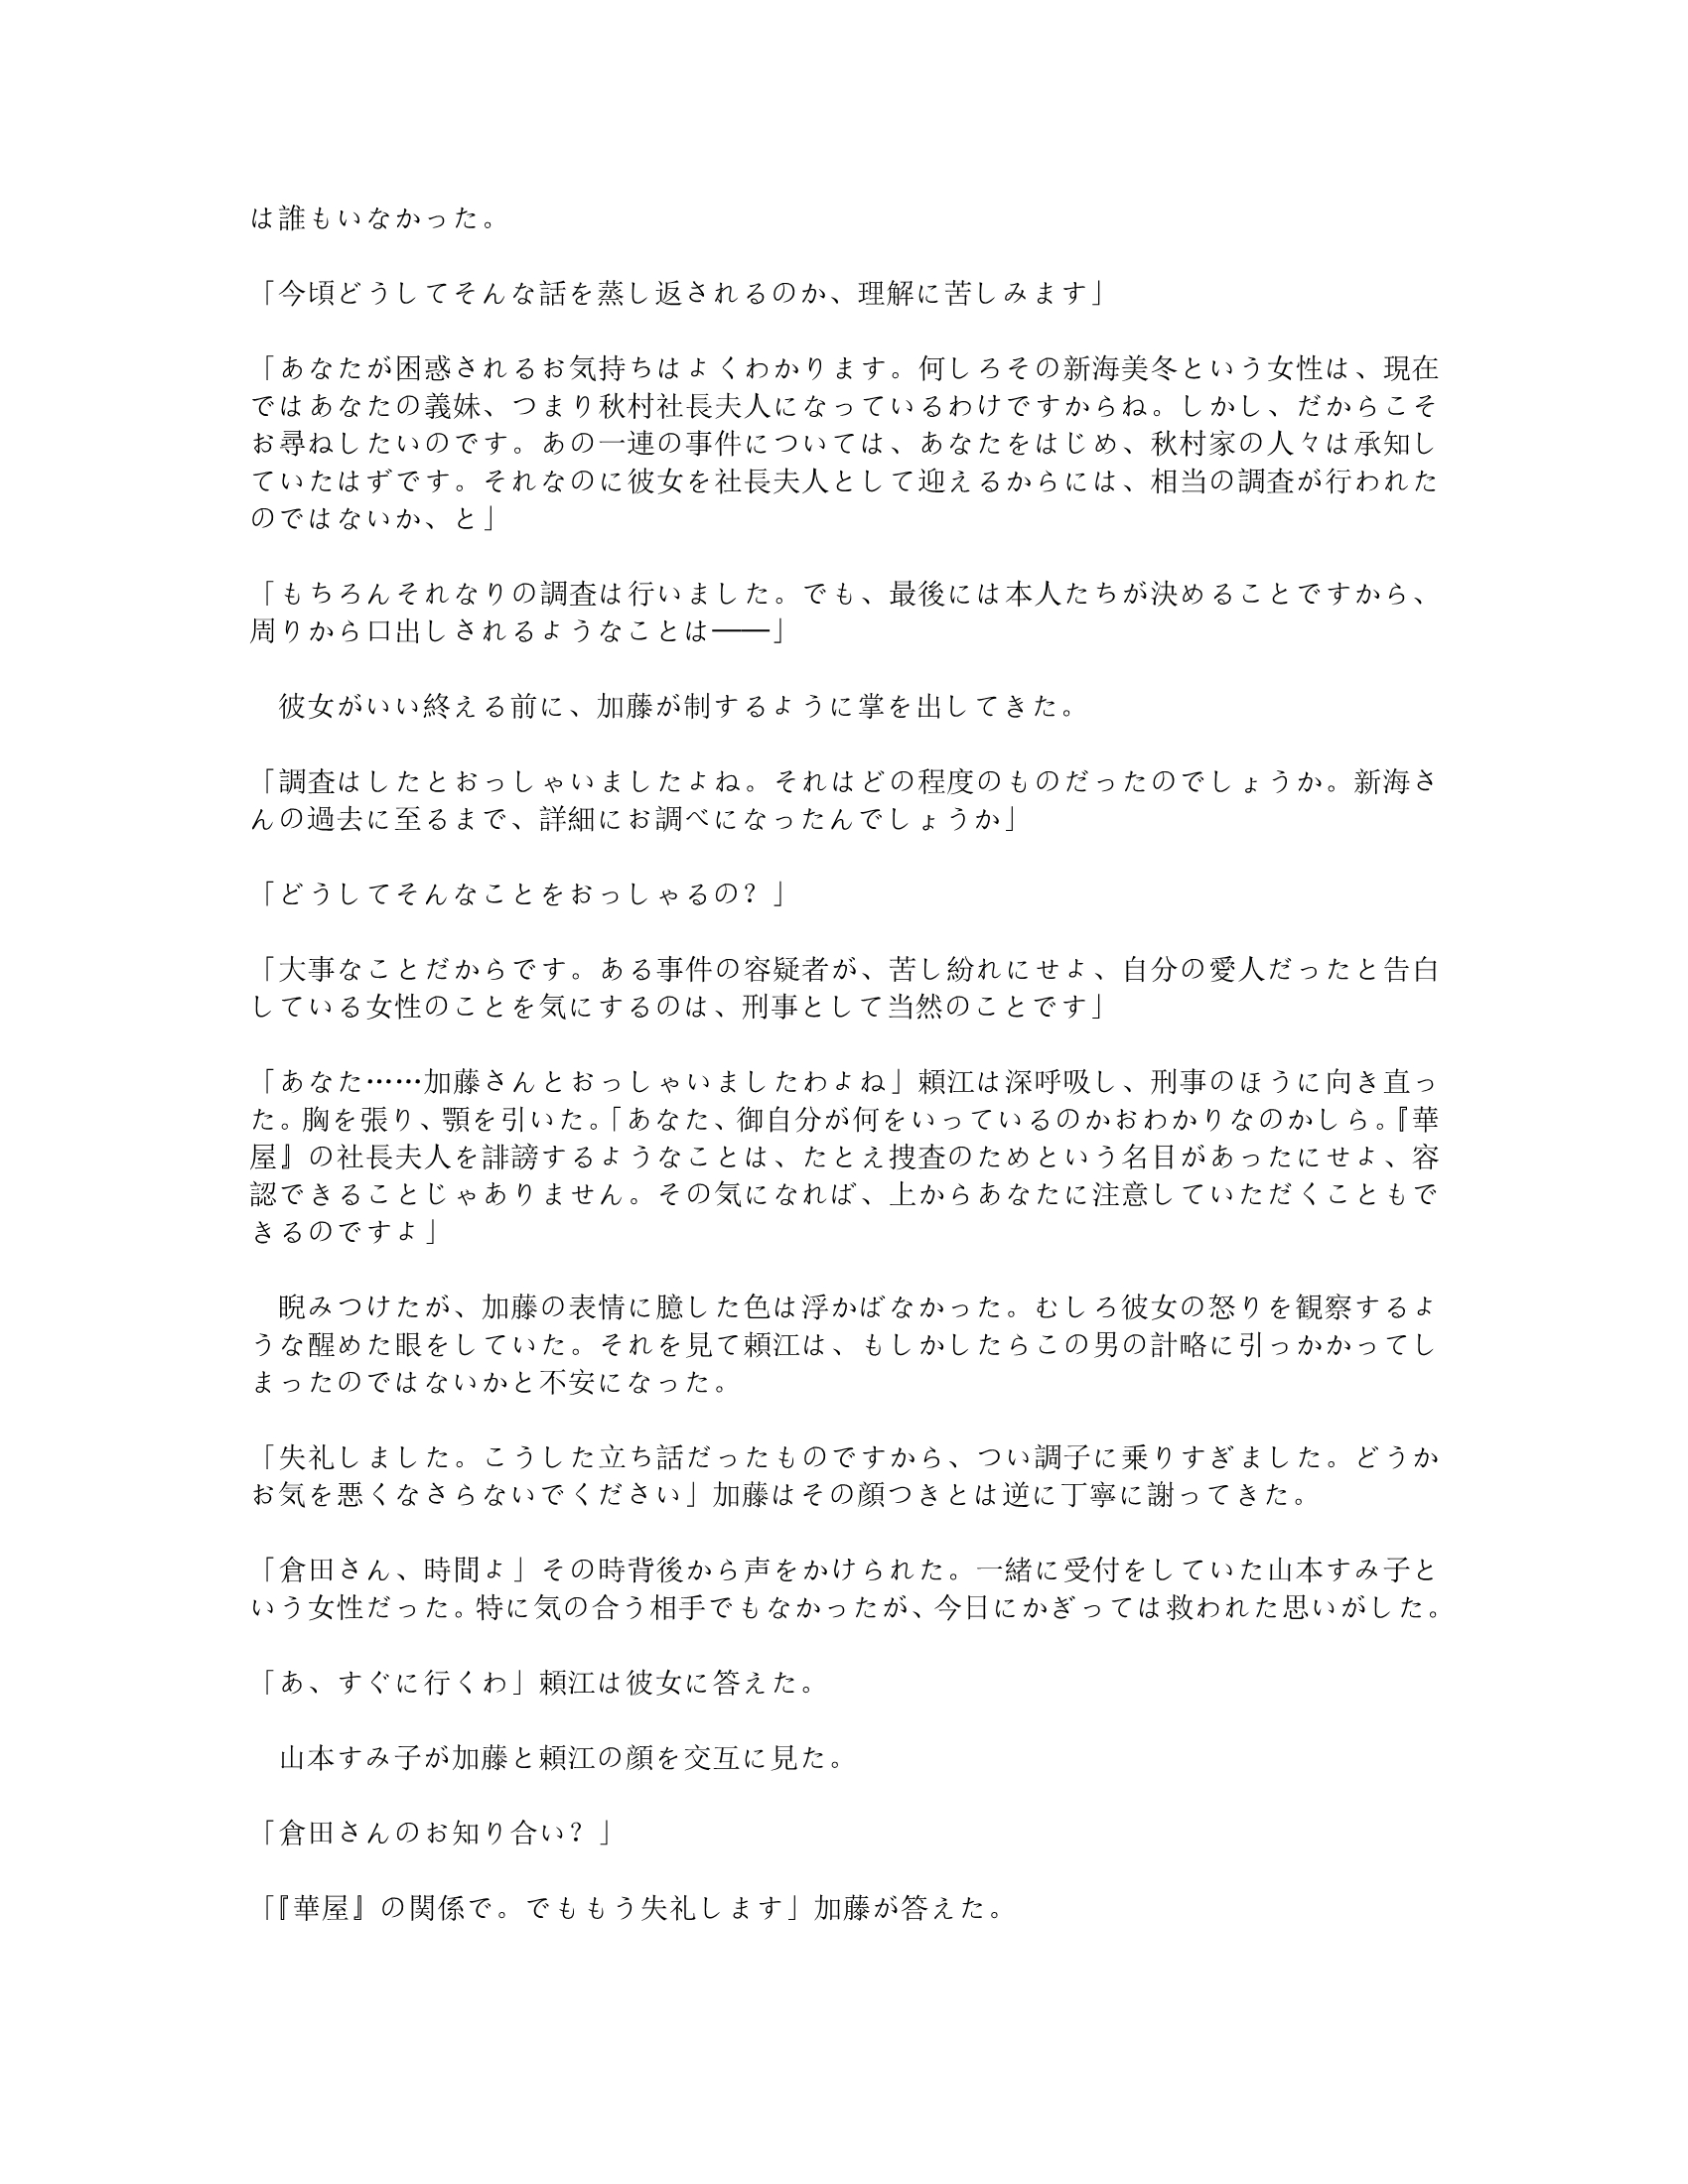 は誰もいなかった。
「今頃どうしてそんな話を蒸し返されるのか、理解に苦しみます」
「あなたが困惑されるお気持ちはよくわかります。何しろその新海美冬という女性は、現在
ではあなたの義妹、つまり秋村社長夫人になっているわけですからね。しかし、だからこそ
お尋ねしたいのです。あの一連の事件については、あなたをはじめ、秋村家の人々は承知し
ていたはずです。それなのに彼女を社長夫人として迎えるからには、相当の調査が行われた
のではないか、と」
「もちろんそれなりの調査は行いました。でも、最後には本人たちが決めることですから、
周りから口出しされるようなことは――」
　彼女がいい終える前に、加藤が制するように掌を出してきた。
「調査はしたとおっしゃいましたよね。それはどの程度のものだったのでしょうか。新海さ
んの過去に至るまで、詳細にお調べになったんでしょうか」
「どうしてそんなことをおっしゃるの？」
「大事なことだからです。ある事件の容疑者が、苦し紛れにせよ、自分の愛人だったと告白
している女性のことを気にするのは、刑事として当然のことです」
「あなた……加藤さんとおっしゃいましたわよね」頼江は深呼吸し、刑事のほうに向き直っ
た。胸を張り、顎を引いた。「あなた、御自分が何をいっているのかおわかりなのかしら。『華
屋』の社長夫人を誹謗するようなことは、たとえ捜査のためという名目があったにせよ、容
認できることじゃありません。その気になれば、上からあなたに注意していただくこともで
きるのですよ」
　睨みつけたが、加藤の表情に臆した色は浮かばなかった。むしろ彼女の怒りを観察するよ
うな醒めた眼をしていた。それを見て頼江は、もしかしたらこの男の計略に引っかかってし
まったのではないかと不安になった。
「失礼しました。こうした立ち話だったものですから、つい調子に乗りすぎました。どうか
お気を悪くなさらないでください」加藤はその顔つきとは逆に丁寧に謝ってきた。
「倉田さん、時間よ」その時背後から声をかけられた。一緒に受付をしていた山本すみ子と
いう女性だった。特に気の合う相手でもなかったが、今日にかぎっては救われた思いがした。
「あ、すぐに行くわ」頼江は彼女に答えた。
　山本すみ子が加藤と頼江の顔を交互に見た。
「倉田さんのお知り合い？」
「『華屋』の関係で。でももう失礼します」加藤が答えた。